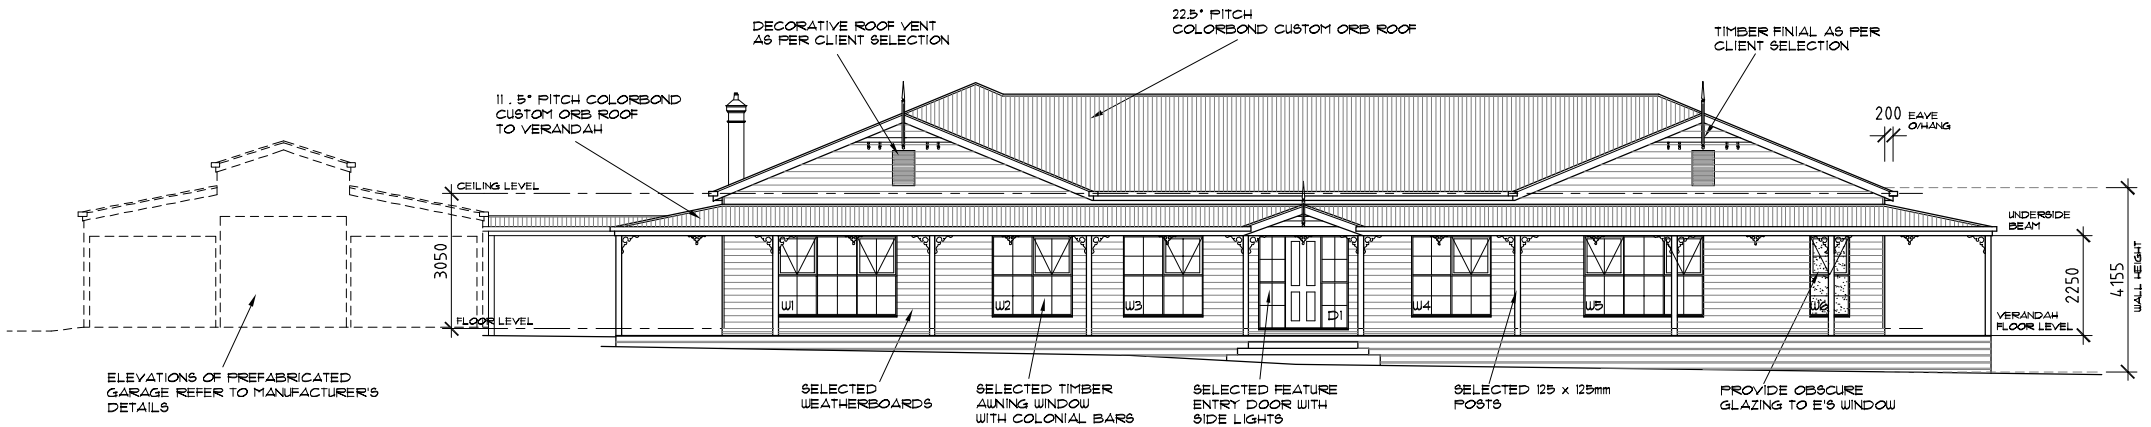 DECORATIVE ROOF VENT
AS PER CLIENT SELECTION
22.5° PITCH
COLORBOND CUSTOM ORB ROOF
TIMBER FINIAL AS PER
CLIENT SELECTION
11 . 5° PITCH COLORBOND
CUSTOM ORB ROOF
TO VERANDAH
200 EAVE
O/HANG
CEILING LEVEL
3050
FLOOR LEVEL
UNDERSIDE
BEAM
2250
4155
WALL HEIGHT
VERANDAH
FLOOR LEVEL
W1
W2
W3
D1
W4
W5
W6
ELEVATIONS OF PREFABRICATED
GARAGE REFER TO MANUFACTURER'S
DETAILS
SELECTED
WEATHERBOARDS
SELECTED TIMBER
AWNING WINDOW
WITH COLONIAL BARS
SELECTED FEATURE
ENTRY DOOR WITH
SIDE LIGHTS
SELECTED 125 x 125mm
POSTS
PROVIDE OBSCURE
GLAZING TO E'S WINDOW